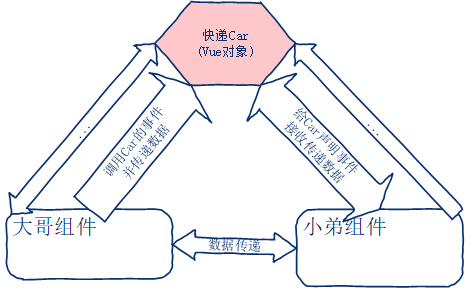 快递Car
(Vue对象)
...
调用Car的事件
并传递数据
给Car声明事件
接收传递数据
...
大哥组件
数据传递
小弟组件